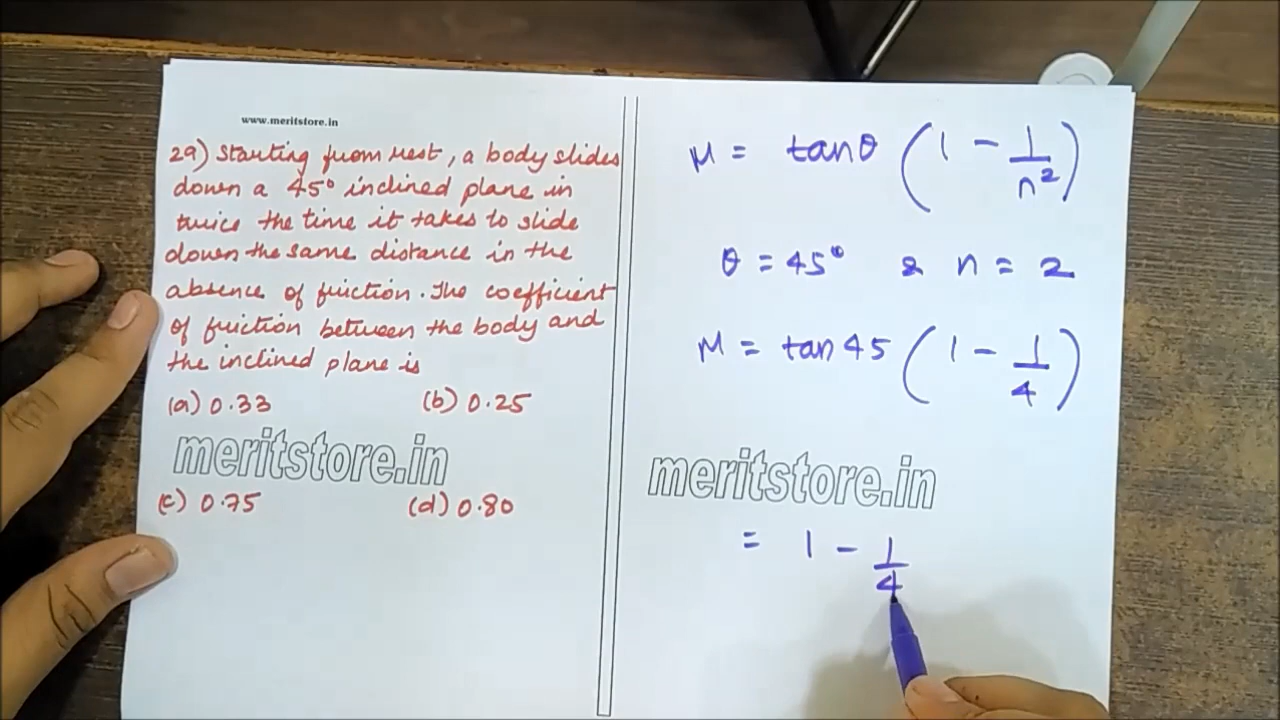 www.meritstore.in
29) Starting from rest, a body slides
down a 45° inclined plane in
twice the time it takes to slide
down the same distance in the
absence of friction. The coefficient
of friction between the body and
the inclined plane is
(a) 0.33 (b) 0.25
meritstore.in
(c) 0.75 (d) 0.80
μ = tanθ (1 - 1/n²)
θ = 45° & n = 2
μ = tan 45 (1 - 1/4)
meritstore.in
= 1 - 1/4